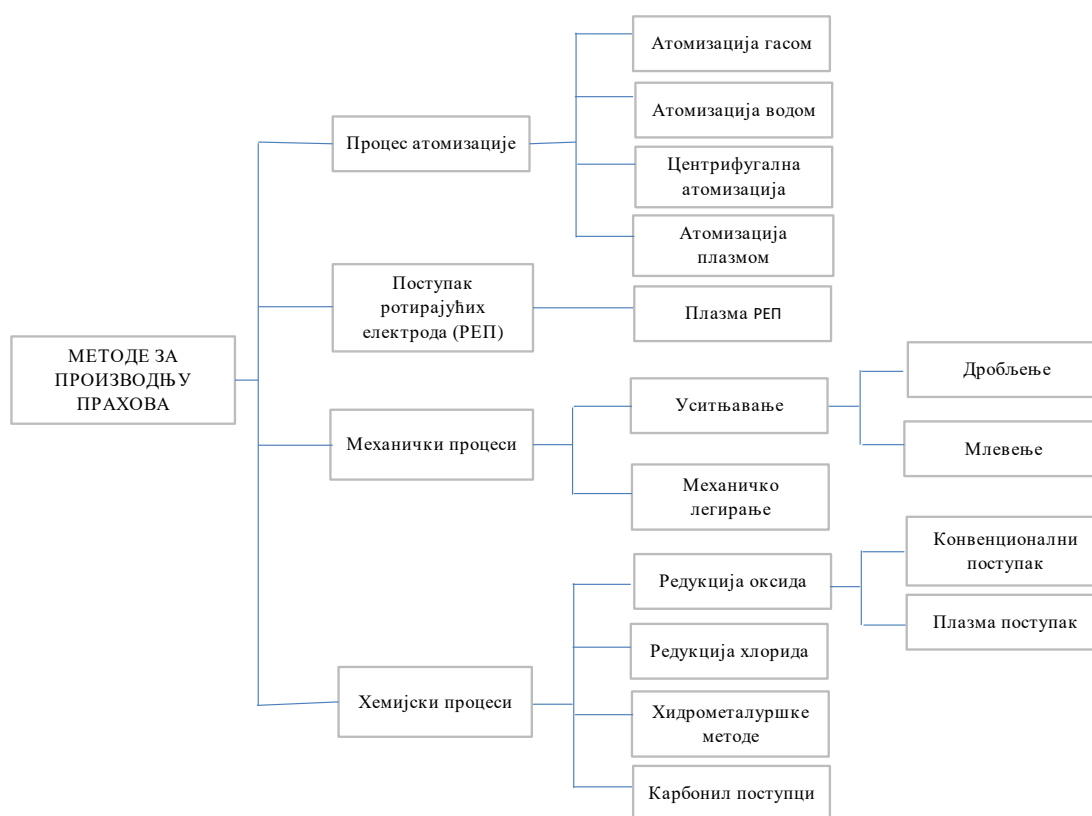 МЕТОДЕ ЗА
ПРОИЗВОДЊУ
ПРАХОВА
Процес атомизације
Атомизација гасом
Атомизација водом
Центрифугална
атомизација
Атомизација
плазмом
Поступак
ротирајућих
електрода (РЕП)
Плазма РЕП
Механички процеси
Уситњавање
Дробљење
Млевење
Механичко
легирање
Хемијски процеси
Редукција оксида
Конвенционални
поступак
Плазма поступак
Редукција хлорида
Хидрометалуршке
методе
Карбонил поступци